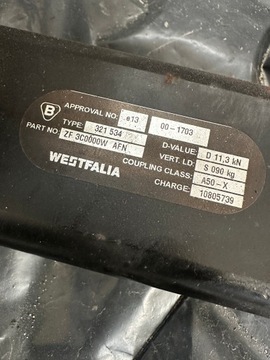 B
APPROVAL NO: e13 00-1703
TYPE: 321 534 D-VALUE: D 11.3 kN
PART NO ZF 3C0000W AFN VERT. LD: S 090 kg
COUPLING CLASS: A50-X
WESTFALIA CHARGE: 10805739